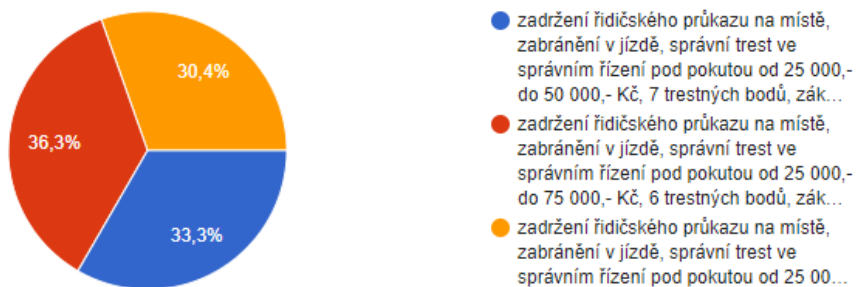 30,4%
36,3%
33,3%
zadržení řidičského průkazu na místě,
zabránění v jízdě, správní trest ve
správním řízení pod pokutou od 25 000,-
do 50 000,- Kč, 7 trestných bodů, zák...
zadržení řidičského průkazu na místě,
zabránění v jízdě, správní trest ve
správním řízení pod pokutou od 25 000,-
do 75 000,- Kč, 6 trestných bodů, zák...
zadržení řidičského průkazu na místě,
zabránění v jízdě, správní trest ve
správním řízení pod pokutou od 25 00...